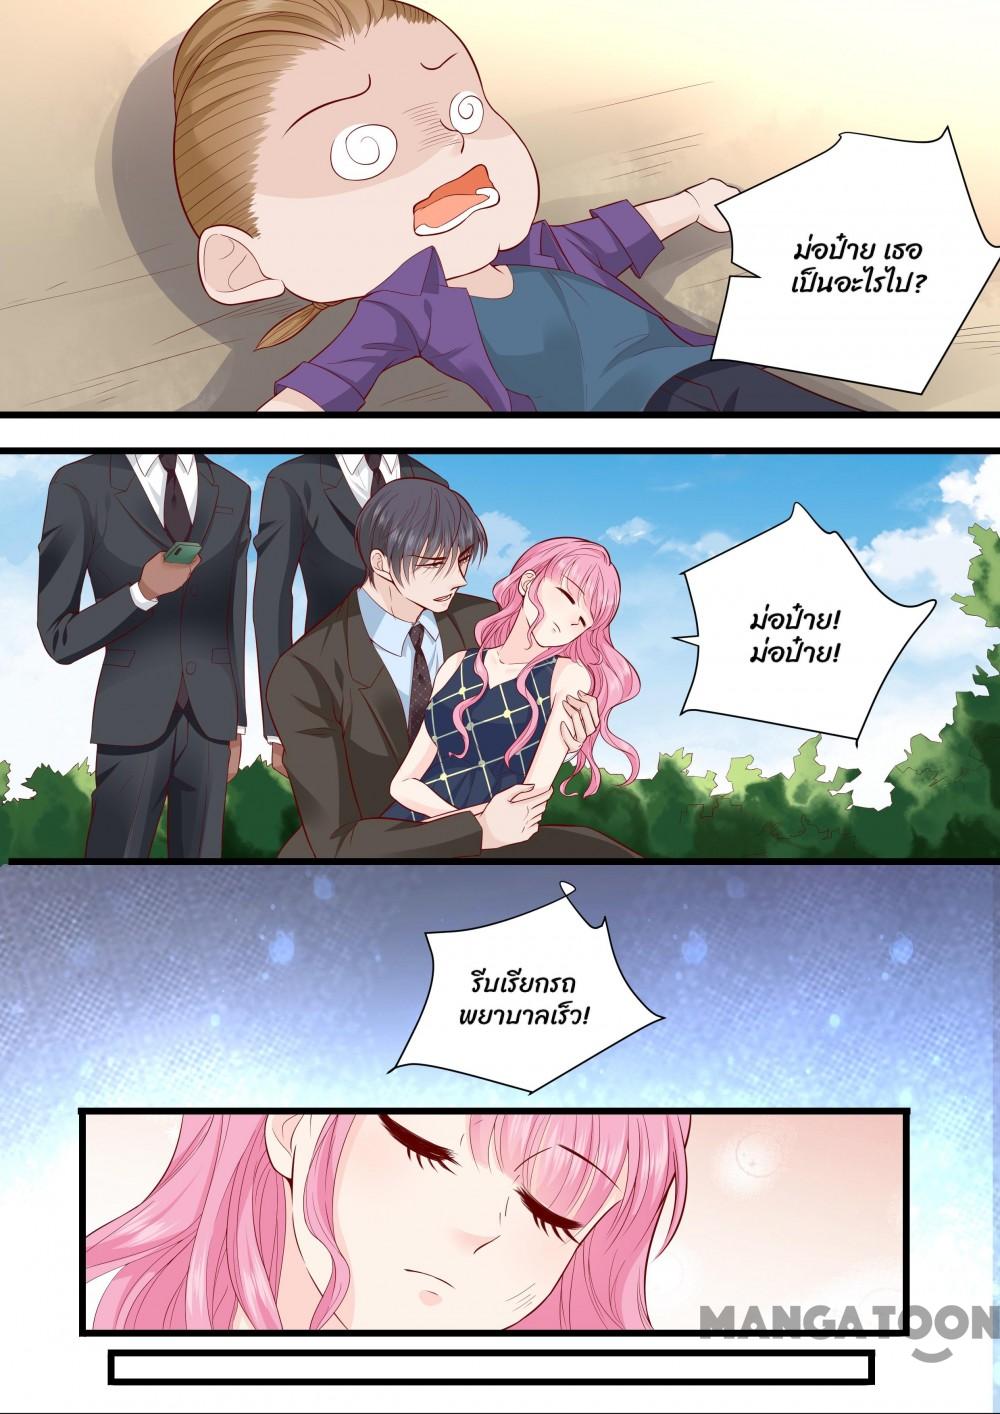 ม่อป๋าย เธอ
เป็นอะไรไป?
ม่อป๋าย!
ม่อป๋าย!
รีบเรียกรถ
พยาบาลเร็ว!
MANGATOON